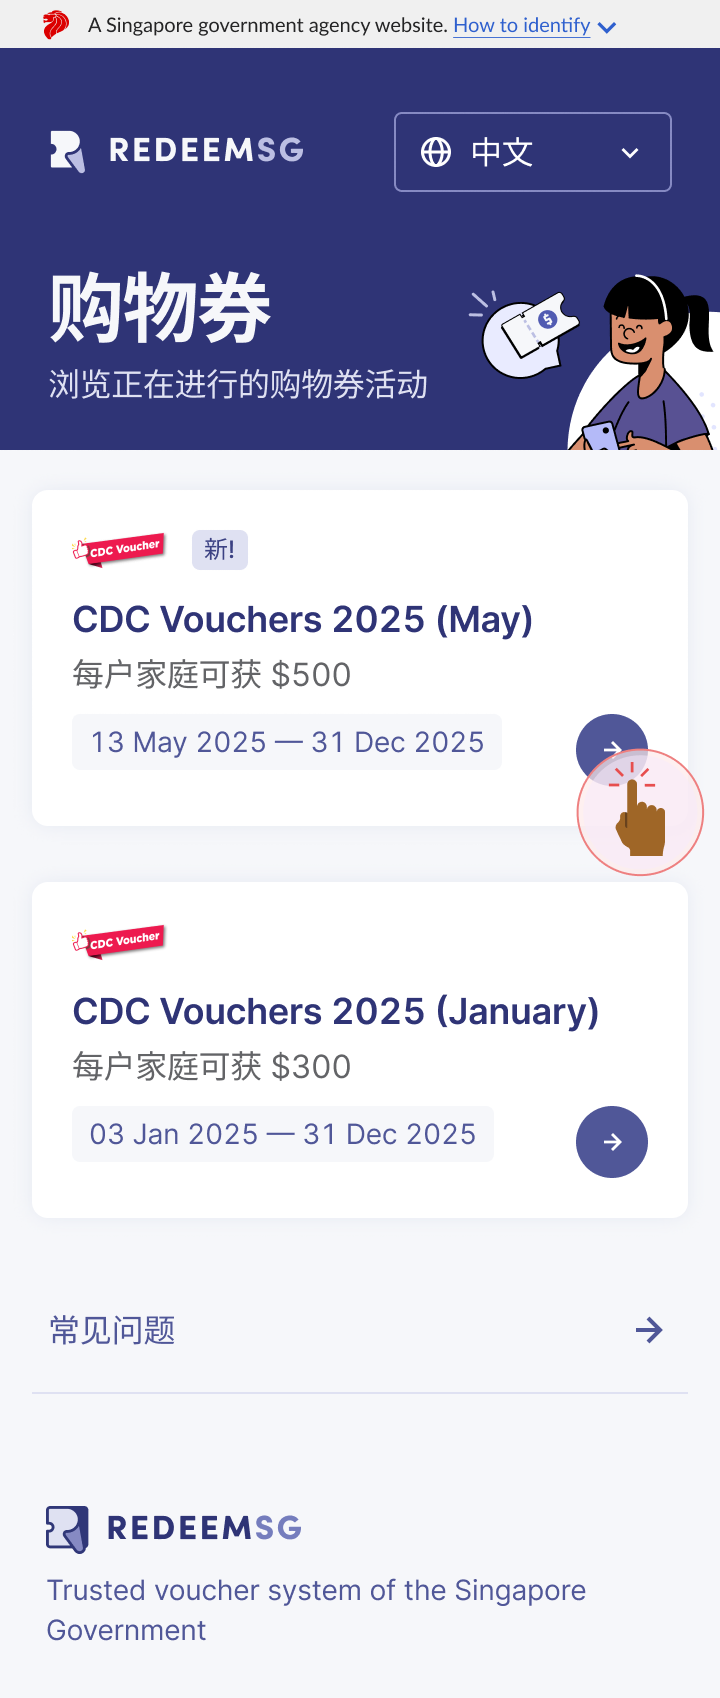 A Singapore government agency website. How to identify
REDEEMSG
中文
购物券
浏览正在进行的购物券活动
$
CDC Voucher
新!
CDC Vouchers 2025 (May)
每户家庭可获 $500
13 May 2025 — 31 Dec 2025
CDC Voucher
CDC Vouchers 2025 (January)
每户家庭可获 $300
03 Jan 2025 — 31 Dec 2025
常见问题
REDEEMSG
Trusted voucher system of the Singapore
Government